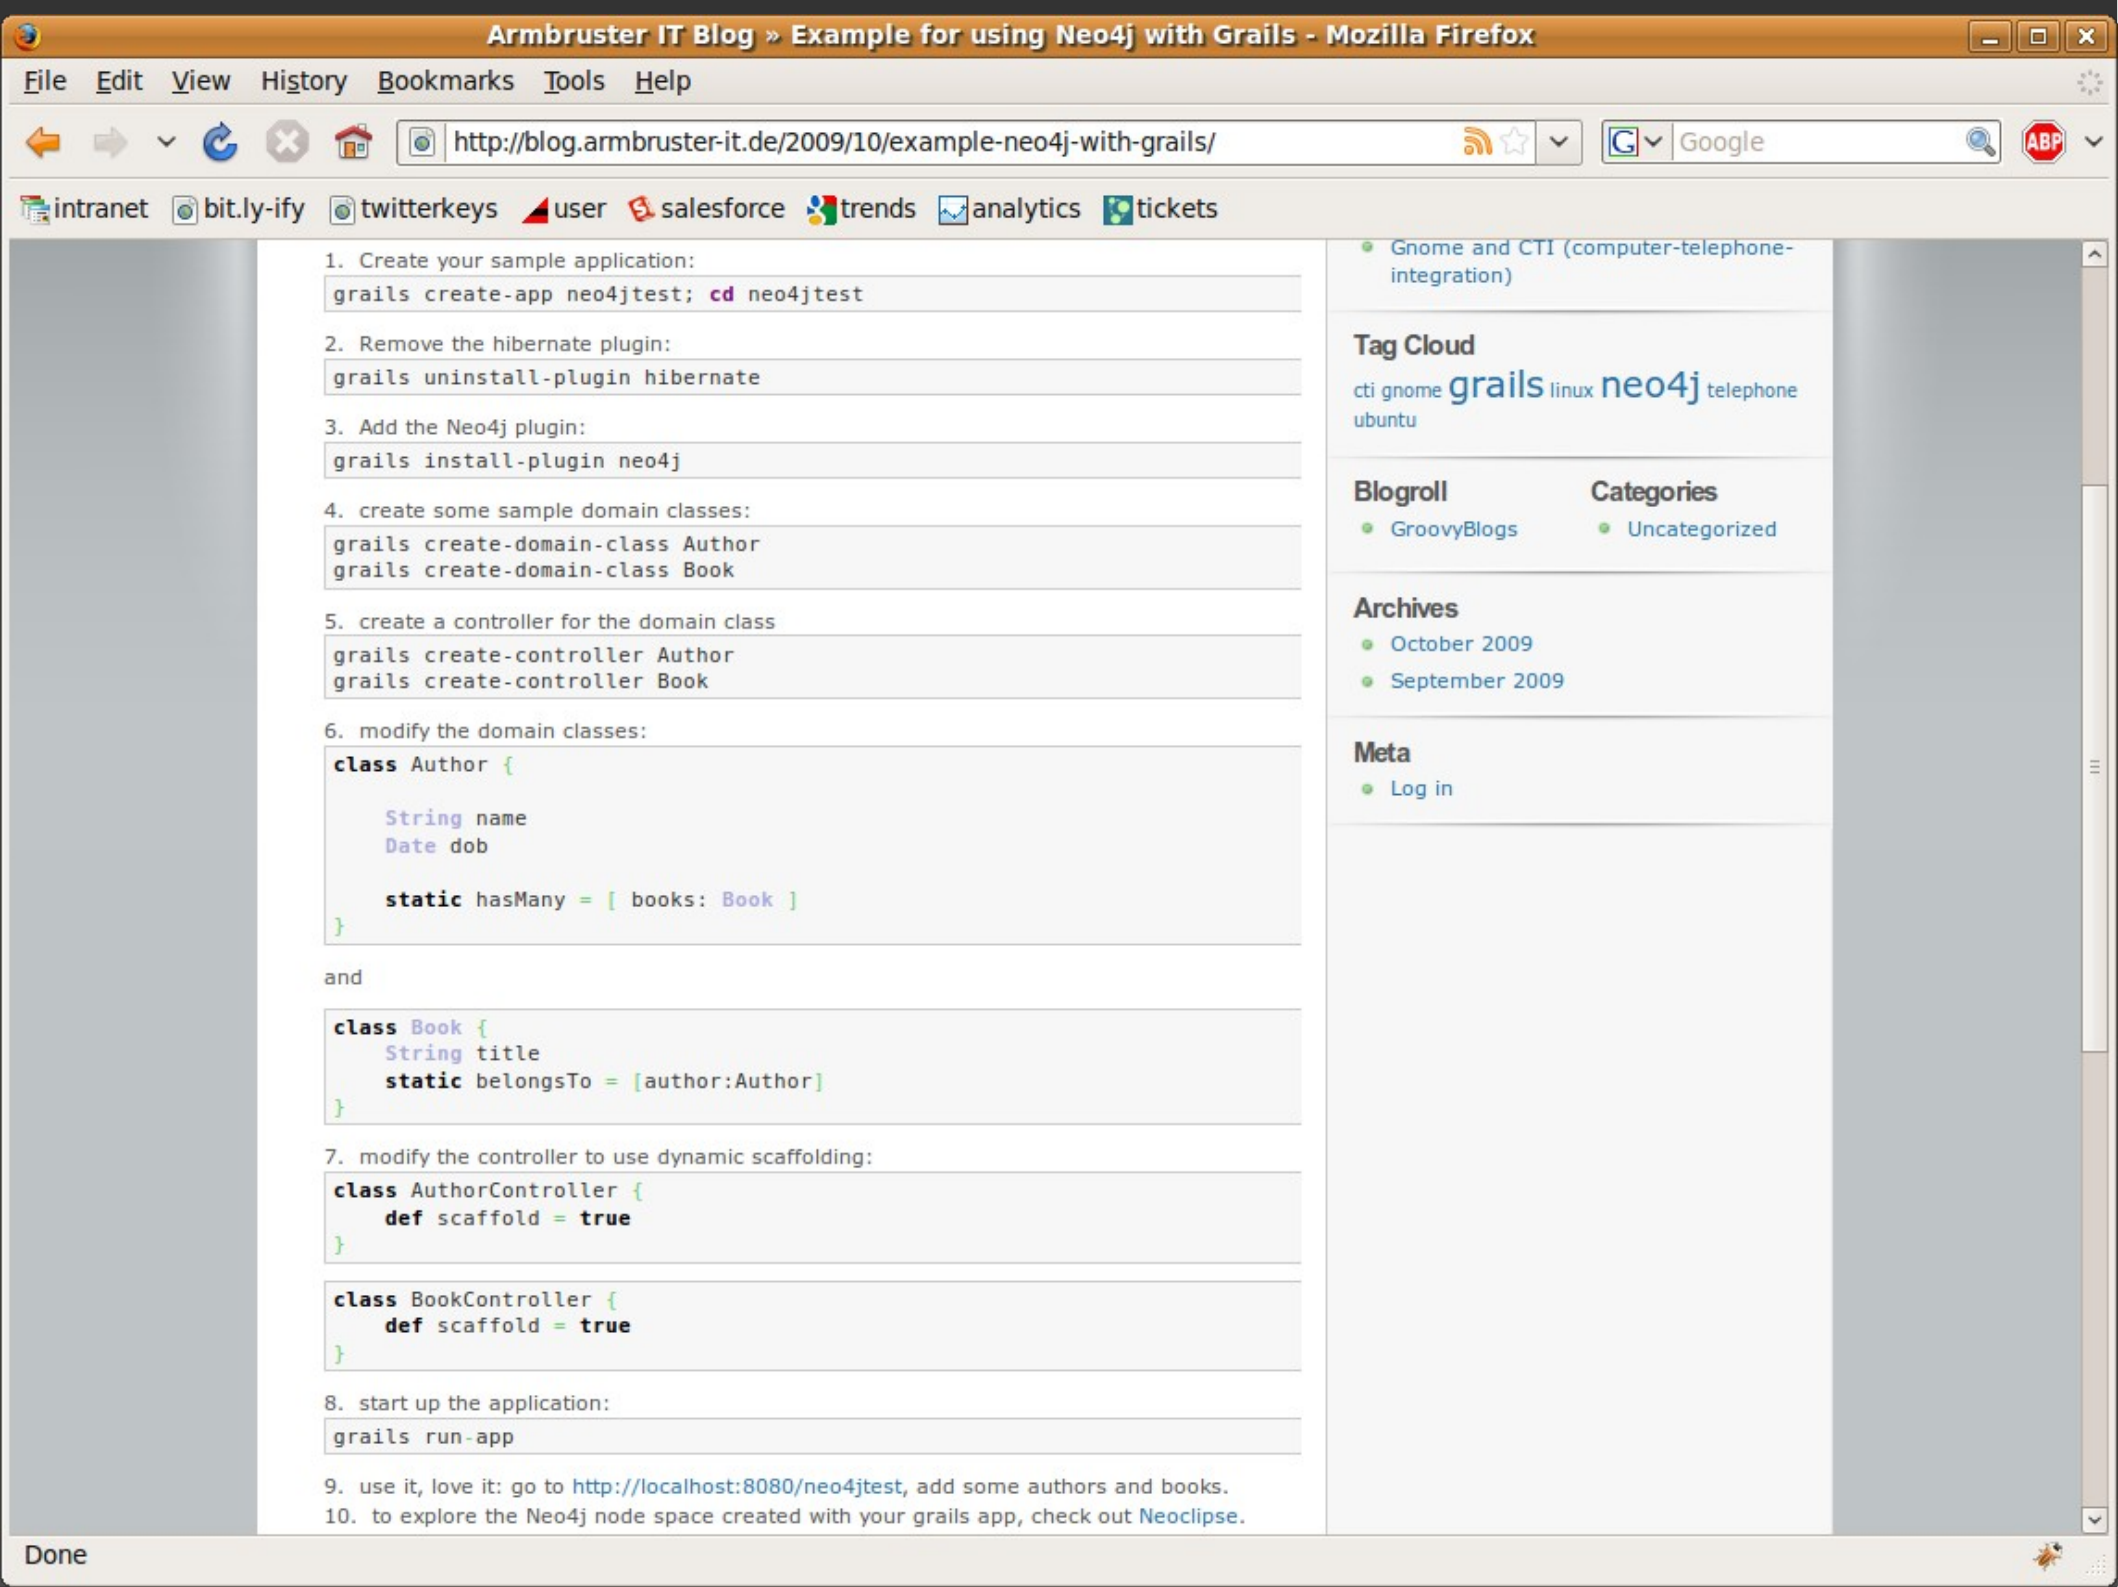 Armbruster IT Blog » Example for using Neo4j with Grails - Mozilla Firefox
File Edit View History Bookmarks Tools Help
http://blog.armbruster-it.de/2009/10/example-neo4j-with-grails/
G Google ABP
intranet bit.ly-ify twitterkeys user salesforce trends analytics tickets
1. Create your sample application:
grails create-app neo4jtest; cd neo4jtest
2. Remove the hibernate plugin:
grails uninstall-plugin hibernate
3. Add the Neo4j plugin:
grails install-plugin neo4j
4. create some sample domain classes:
grails create-domain-class Author
grails create-domain-class Book
5. create a controller for the domain class
grails create-controller Author
grails create-controller Book
6. modify the domain classes:
class Author {
String name
Date dob
static hasMany = [ books: Book ]
}
and
class Book {
String title
static belongsTo = [author:Author]
}
7. modify the controller to use dynamic scaffolding:
class AuthorController {
def scaffold = true
}
class BookController {
def scaffold = true
}
8. start up the application:
grails run-app
9. use it, love it: go to http://localhost:8080/neo4jtest, add some authors and books.
10. to explore the Neo4j node space created with your grails app, check out Neoclipse.
Gnome and CTI (computer-telephone-
integration)
Tag Cloud
cti gnome grails linux neo4j telephone
ubuntu
Blogroll
GroovyBlogs
Categories
Uncategorized
Archives
October 2009
September 2009
Meta
Log in
Done